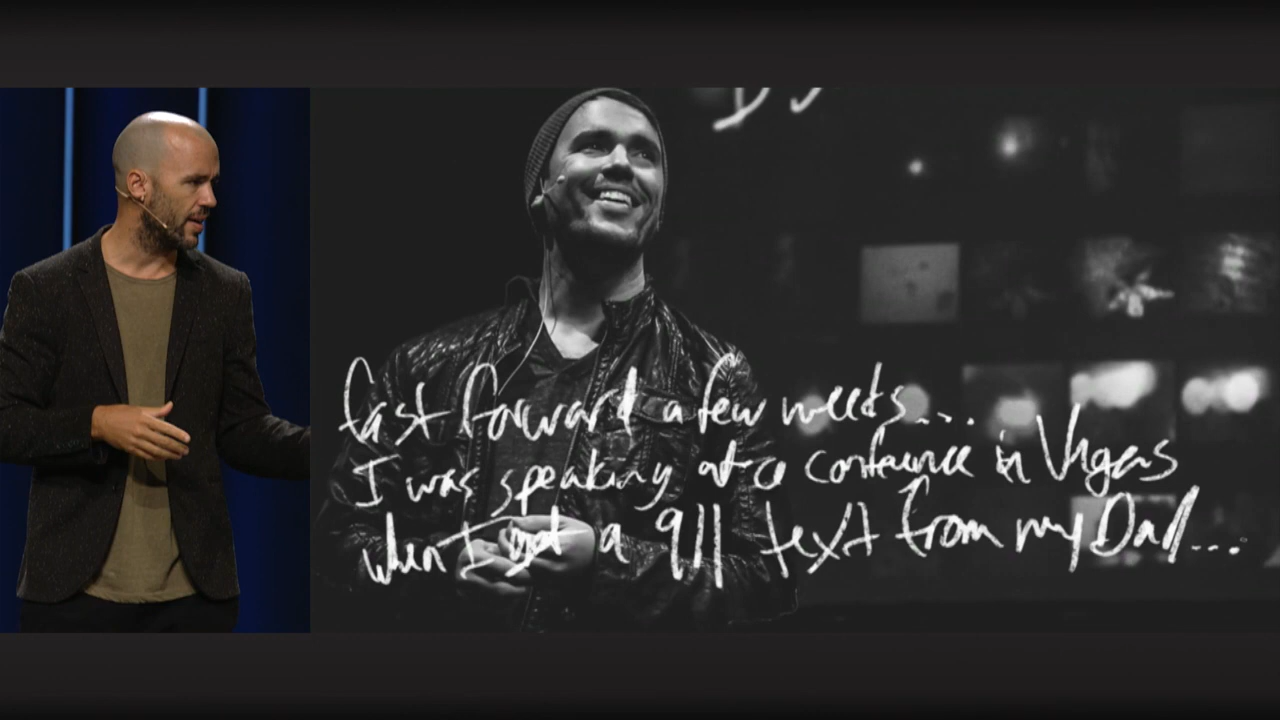 fast forward a few weeks...
I was speaking at a conference in Vegas
when I got a 911 text from my Dad...